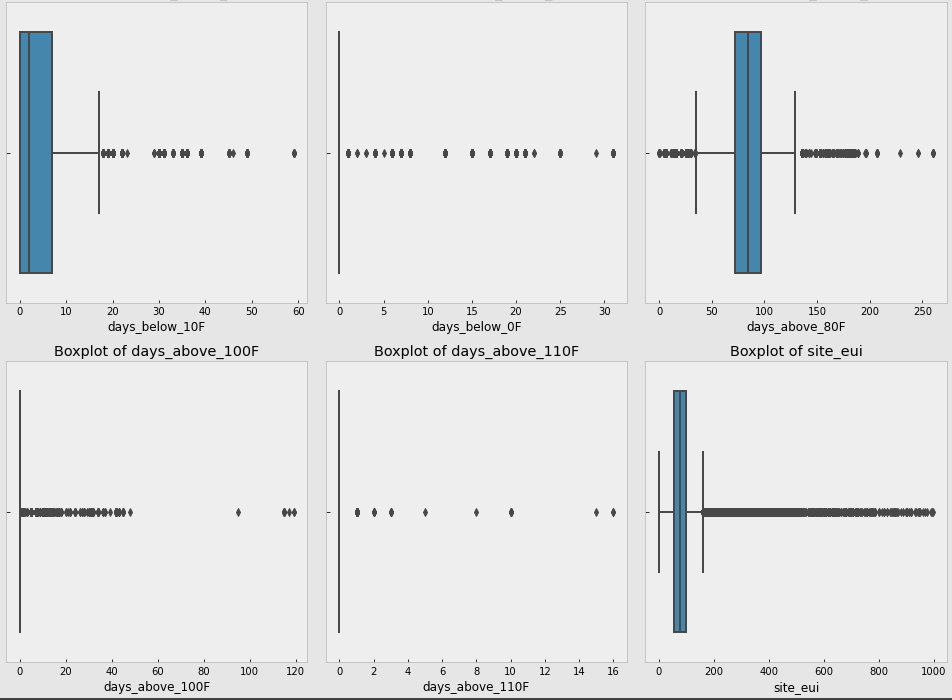 0 10 20 30 40 50 60
days_below_10F
0 5 10 15 20 25 30
days_below_0F
0 50 100 150 200 250
days_above_80F
Boxplot of days_above_100F
0 20 40 60 80 100 120
days_above_100F
Boxplot of days_above_110F
0 2 4 6 8 10 12 14 16
days_above_110F
Boxplot of site_eui
0 200 400 600 800 1000
site_eui